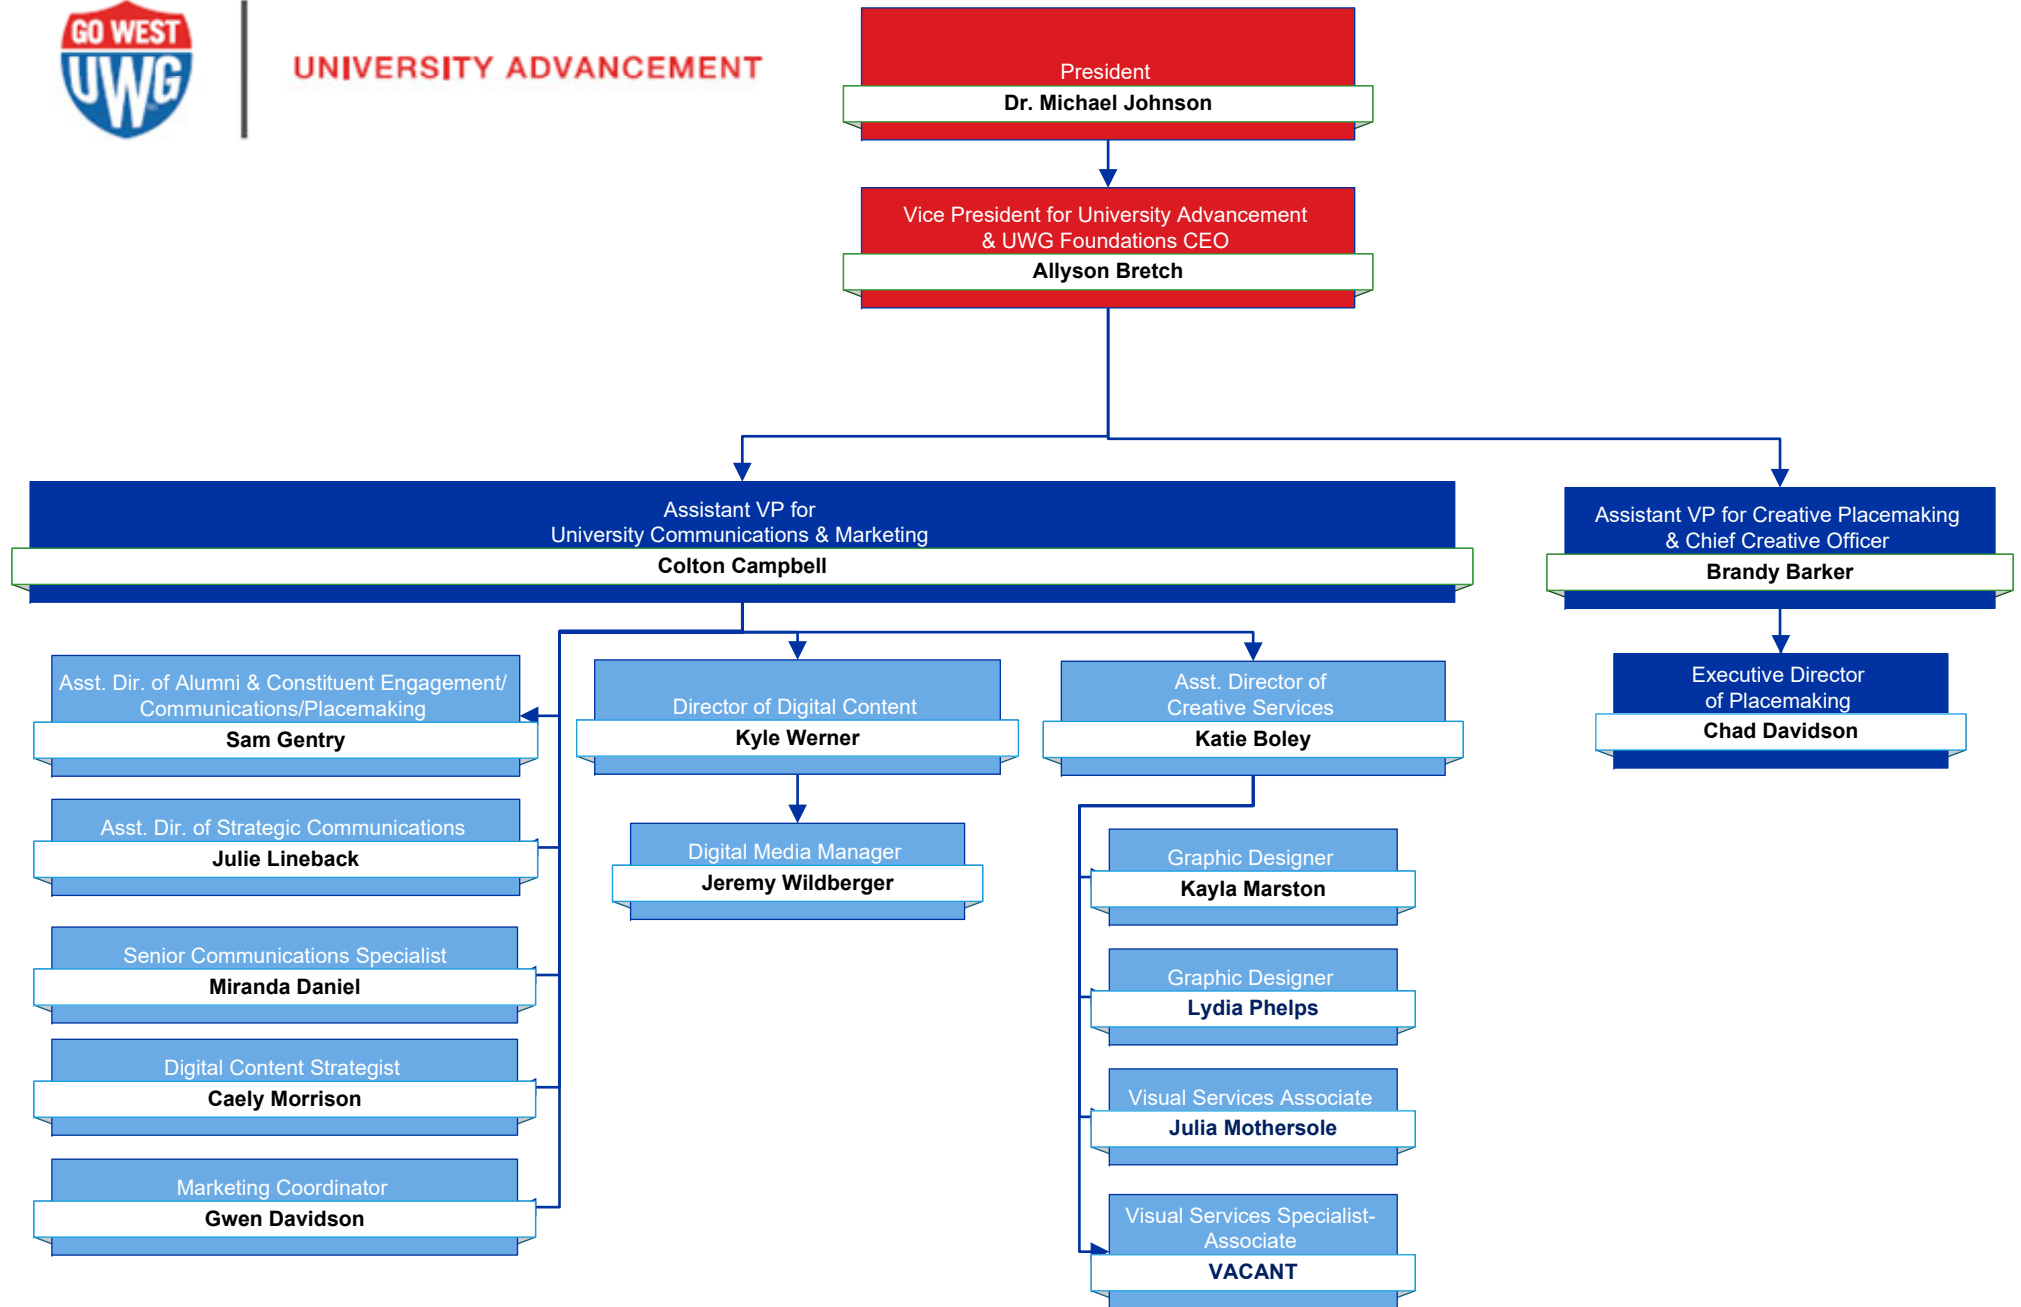 GO WEST
UWG
UNIVERSITY ADVANCEMENT
President
Dr. Michael Johnson
Vice President for University Advancement
& UWG Foundations CEO
Allyson Bretch
Assistant VP for
University Communications & Marketing
Colton Campbell
Assistant VP for Creative Placemaking
& Chief Creative Officer
Brandy Barker
Asst. Dir. of Alumni & Constituent Engagement/
Communications/Placemaking
Sam Gentry
Asst. Dir. of Strategic Communications
Julie Lineback
Senior Communications Specialist
Miranda Daniel
Digital Content Strategist
Caely Morrison
Marketing Coordinator
Gwen Davidson
Director of Digital Content
Kyle Werner
Digital Media Manager
Jeremy Wildberger
Asst. Director of
Creative Services
Katie Boley
Graphic Designer
Kayla Marston
Graphic Designer
Lydia Phelps
Visual Services Associate
Julia Mothersole
Visual Services Specialist-
Associate
VACANT
Executive Director
of Placemaking
Chad Davidson